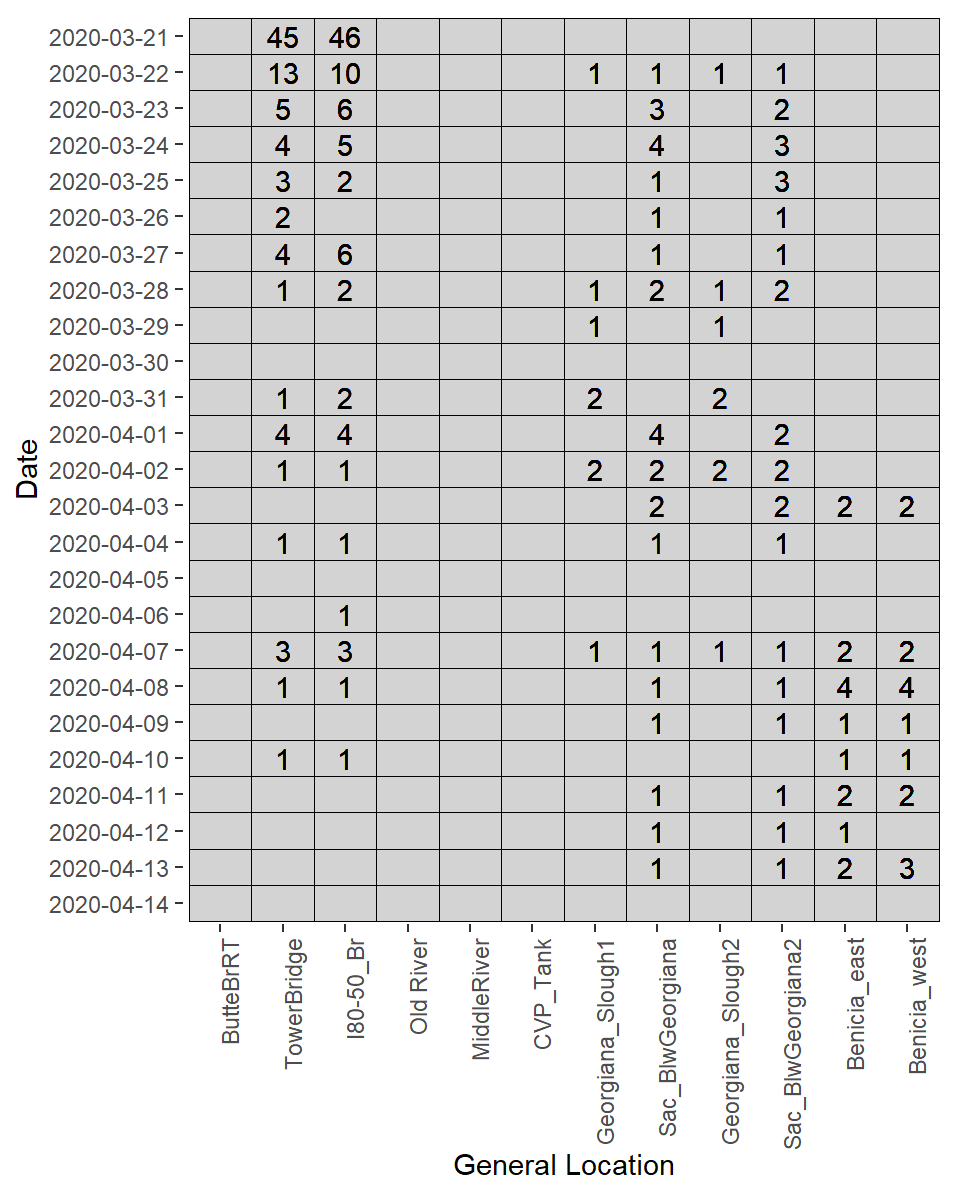 2020-03-21 45 46
2020-03-22 13 10 1 1 1 1
2020-03-23 5 6 3 2
2020-03-24 4 5 4 3
2020-03-25 3 2 1 3
2020-03-26 2 1 1
2020-03-27 4 6 1 1
2020-03-28 1 2 1 2 1 2
2020-03-29 1 1
2020-03-30
2020-03-31 1 2 2 2
2020-04-01 4 4 4 2
2020-04-02 1 1 2 2 2 2
2020-04-03 2 2 2 2
2020-04-04 1 1 1 1
2020-04-05
2020-04-06 1
2020-04-07 3 3 1 1 1 1 2 2
2020-04-08 1 1 1 1 4 4
2020-04-09 1 1 1 1
2020-04-10 1 1 1 1
2020-04-11 1 1 2 2
2020-04-12 1 1 1
2020-04-13 1 1 2 3
2020-04-14
Date
ButteBrRT
TowerBridge
I80-50_Br
Old River
MiddleRiver
CVP_Tank
Georgiana_Slough1
Sac_BlwGeorgiana
Georgiana_Slough2
Sac_BlwGeorgiana2
Benicia_east
Benicia_west
General Location